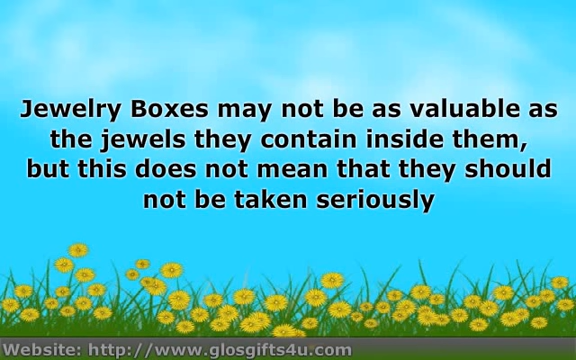 Jewelry Boxes may not be as valuable as
the jewels they contain inside them,
but this does not mean that they should
not be taken seriously
Website: http://www.glosgifts4u.com